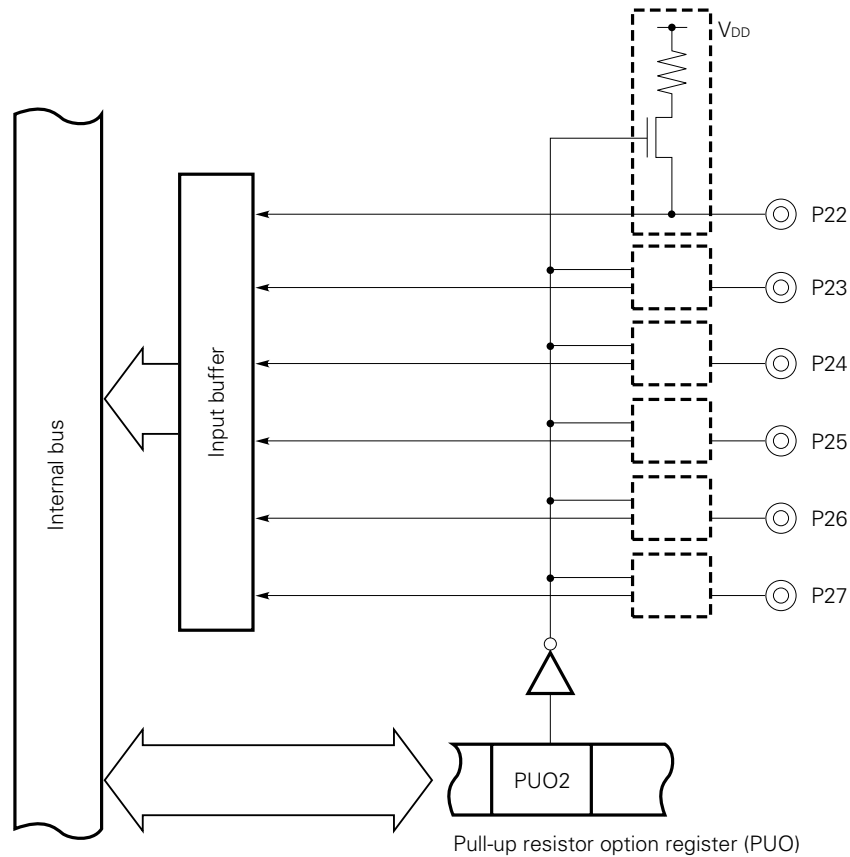 VDD
P22
P23
P24
P25
P26
P27
Input buffer
Internal bus
PUO2
Pull-up resistor option register (PUO)